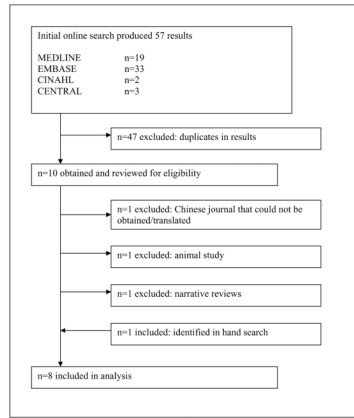 Initial online search produced 57 results
MEDLINE n=19
EMBASE n=33
CINAHL n=2
CENTRAL n=3
n=47 excluded: duplicates in results
n=10 obtained and reviewed for eligibility
n=1 excluded: Chinese journal that could not be
obtained/translated
n=1 excluded: animal study
n=1 excluded: narrative reviews
n=1 included: identified in hand search
n=8 included in analysis